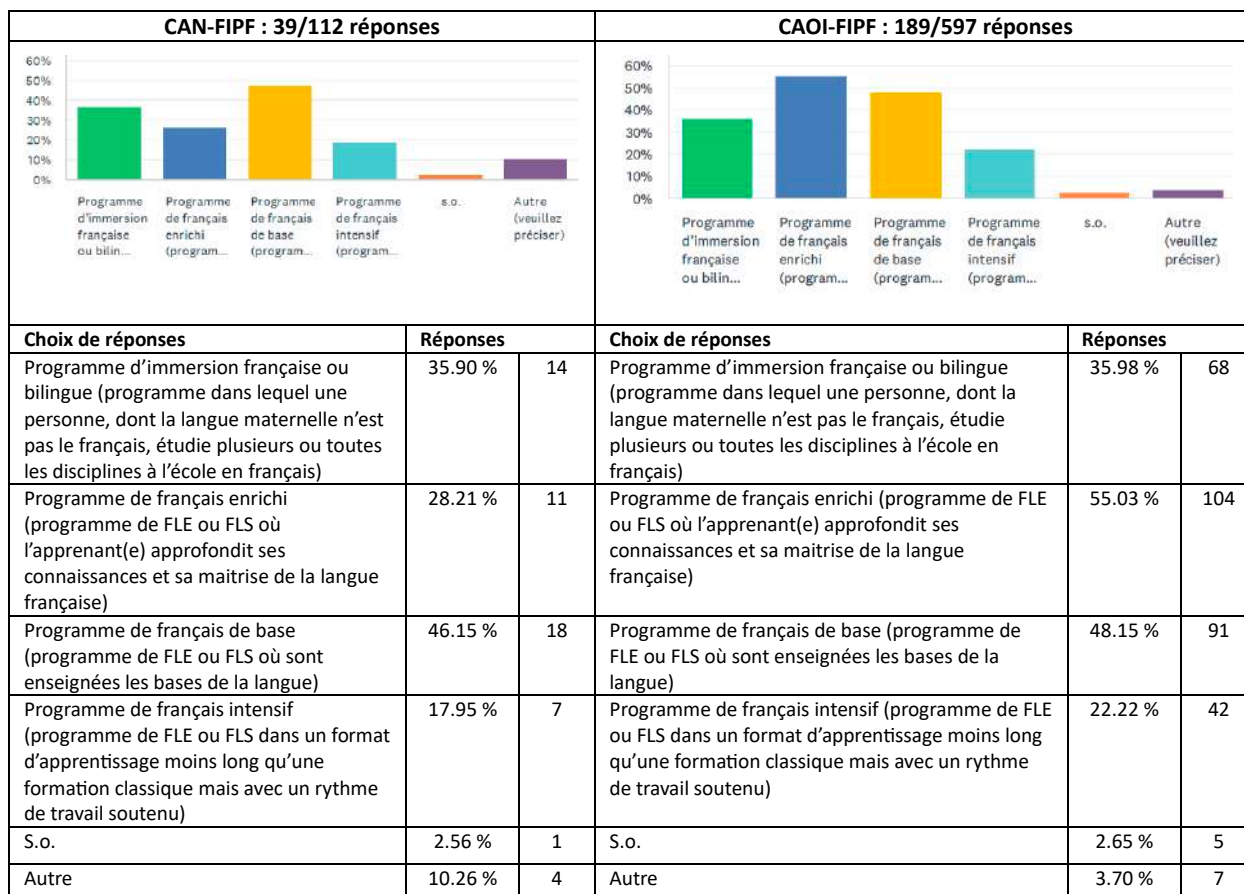 CAN-FIPF : 39/112 réponses
60%
50%
40%
30%
20%
10%
0%
Programme
d'immersion
française
ou bilin...
Programme
de français
enrichi
(program...
Programme
de français
de base
(program...
Programme
de français
intensif
(program...
s.o.
Autre
(veuillez
préciser)
CAOI-FIPF : 189/597 réponses
60%
50%
40%
30%
20%
10%
0%
Programme
d'immersion
française
ou bilin...
Programme
de français
enrichi
(program...
Programme
de français
de base
(program...
Programme
de français
intensif
(program...
s.o.
Autre
(veuillez
préciser)
Choix de réponses Réponses
Programme d'immersion française ou
bilingue (programme dans lequel une
personne, dont la langue maternelle n'est
pas le français, étudie plusieurs ou toutes
les disciplines à l'école en français)
35.90 % 14
Programme de français enrichi
(programme de FLE ou FLS où
l'apprenant(e) approfondit ses
connaissances et sa maitrise de la langue
française)
28.21 % 11
Programme de français de base
(programme de FLE ou FLS où sont
enseignées les bases de la langue)
46.15 % 18
Programme de français intensif
(programme de FLE ou FLS dans un format
d'apprentissage moins long qu'une
formation classique mais avec un rythme
de travail soutenu)
17.95 % 7
S.o. 2.56 % 1
Autre 10.26 % 4
Choix de réponses Réponses
Programme d'immersion française ou bilingue
(programme dans lequel une personne, dont la
langue maternelle n'est pas le français, étudie
plusieurs ou toutes les disciplines à l'école en
français)
35.98 % 68
Programme de français enrichi (programme de FLE
ou FLS où l'apprenant(e) approfondit ses
connaissances et sa maitrise de la langue
française)
55.03 % 104
Programme de français de base (programme de
FLE ou FLS où sont enseignées les bases de la
langue)
48.15 % 91
Programme de français intensif (programme de FLE
ou FLS dans un format d'apprentissage moins long
qu'une formation classique mais avec un rythme
de travail soutenu)
22.22 % 42
S.o. 2.65 % 5
Autre 3.70 % 7